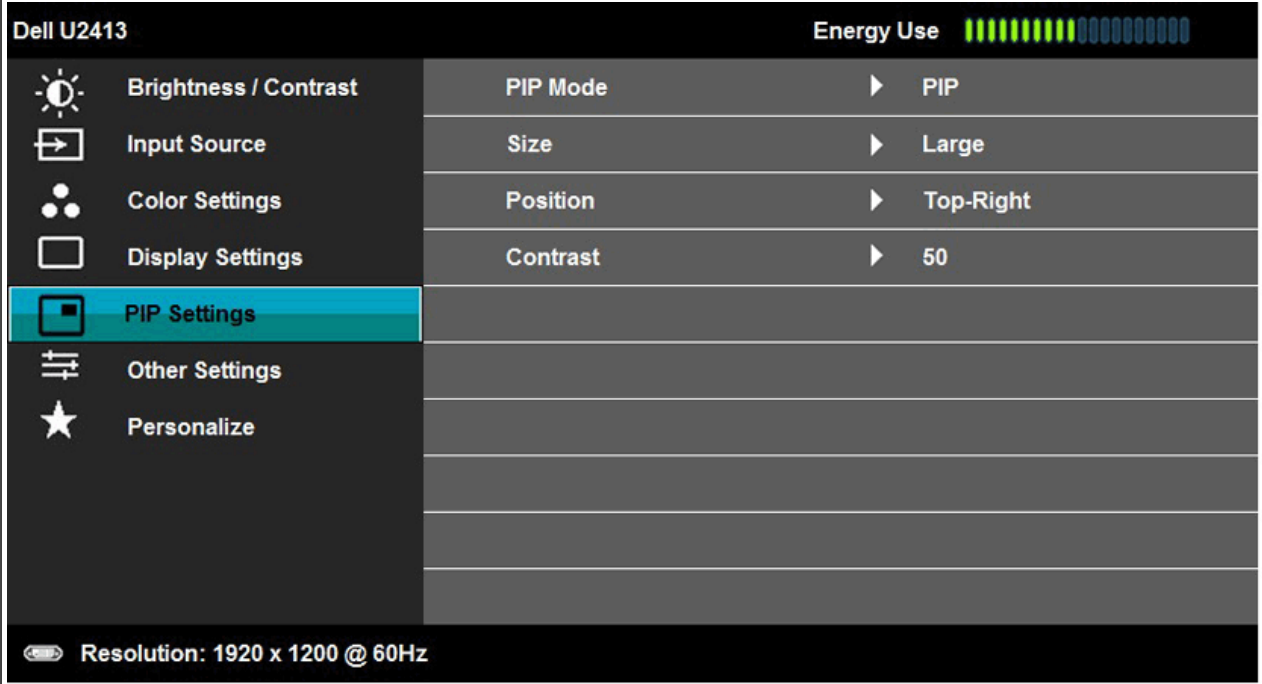 Dell U2413 Energy Use
Brightness / Contrast PIP Mode PIP
Input Source Size Large
Color Settings Position Top-Right
Display Settings Contrast 50
PIP Settings
Other Settings
Personalize
Resolution: 1920 x 1200 @ 60Hz